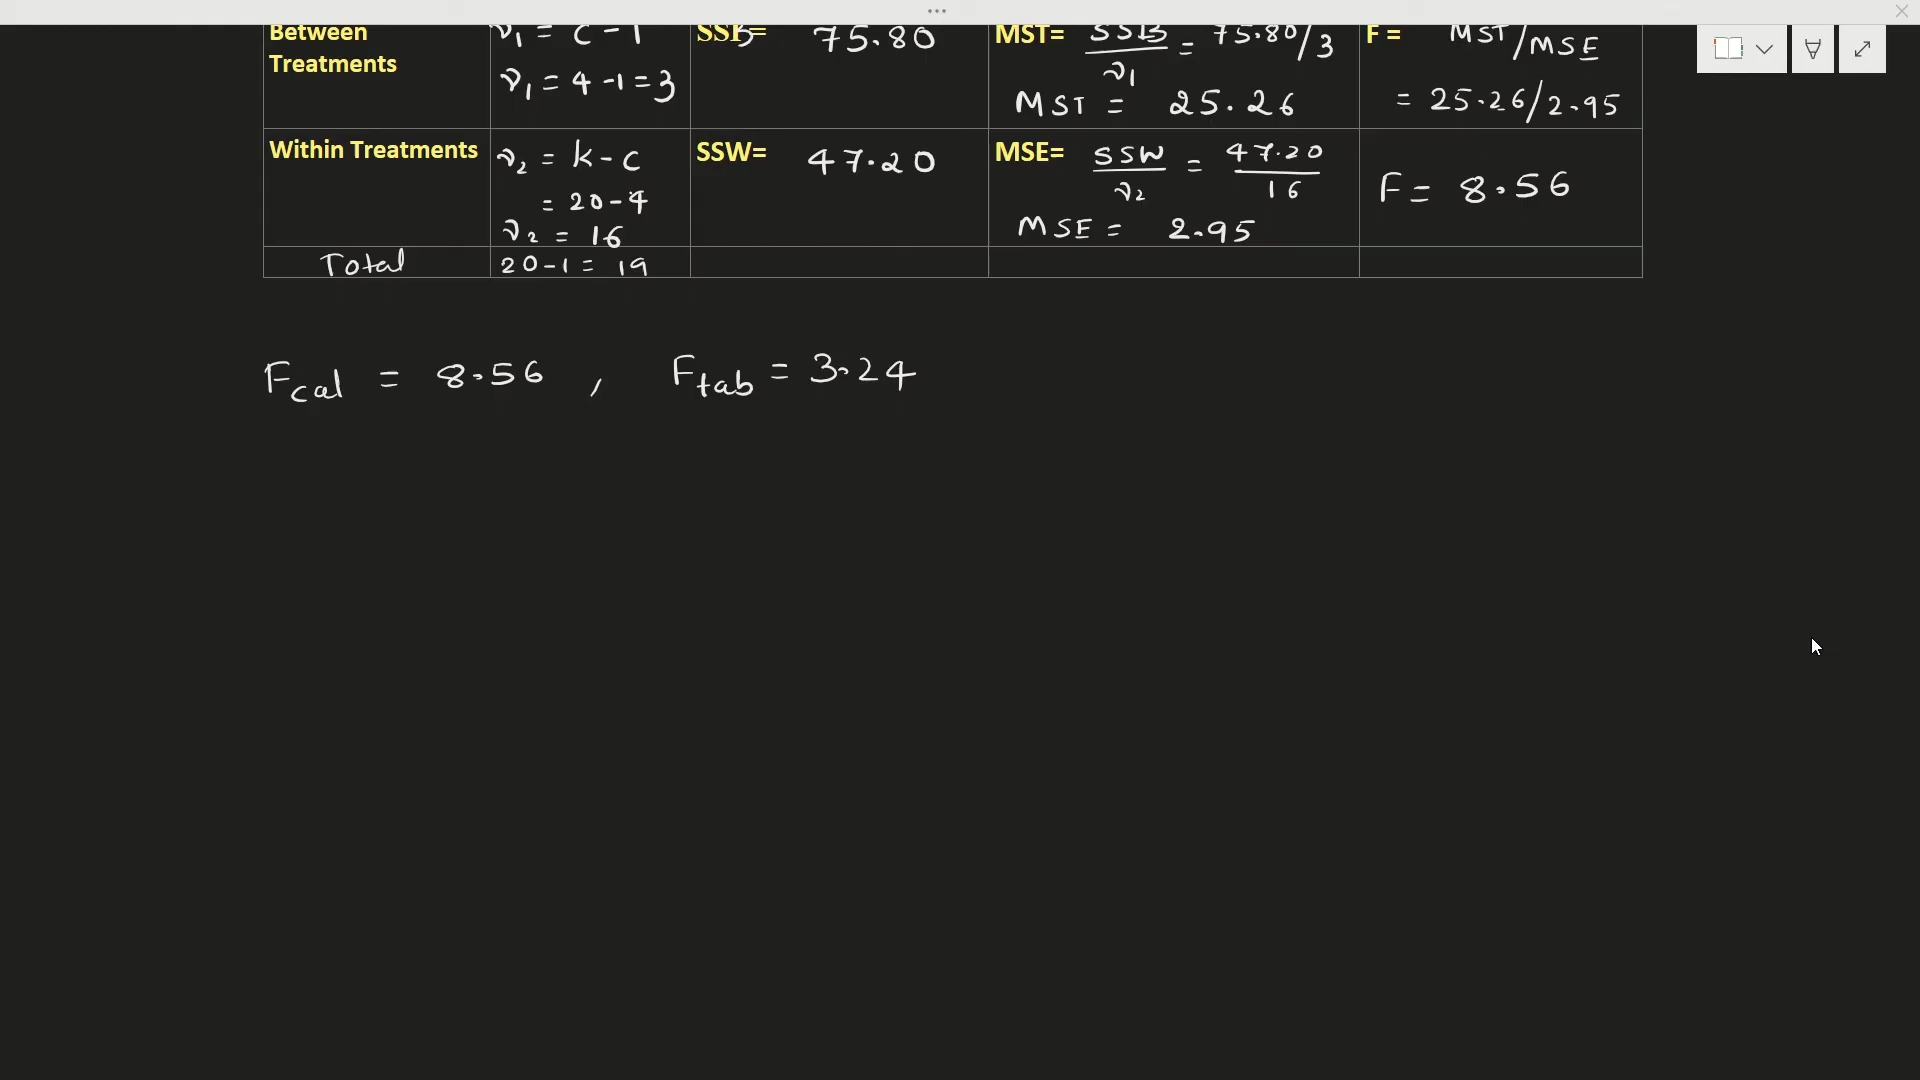 Between Treatments
ν₁ = c - 1
ν₁ = 4 - 1 = 3
SSB = 75.80
MST= SSB/ν₁ = 75.80/3
MST = 25.26
F = MST/MSE
= 25.26/2.95
Within Treatments
ν₂ = k - c
= 20 - 4
ν₂ = 16
SSW= 47.20
MSE= SSW/ν₂ = 47.20/16
MSE = 2.95
F = 8.56
Total
20 - 1 = 19
Fcal = 8.56 , Ftab = 3.24